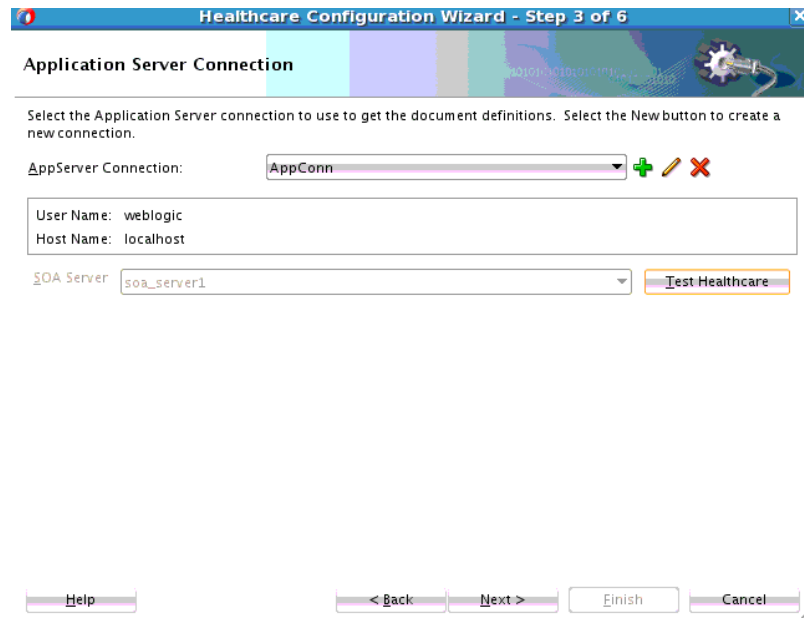 Healthcare Configuration Wizard - Step 3 of 6
Application Server Connection
Select the Application Server connection to use to get the document definitions. Select the New button to create a
new connection.
AppServer Connection: AppConn
User Name: weblogic
Host Name: localhost
SOA Server soa_server1 Test Healthcare
Help < Back Next > Finish Cancel